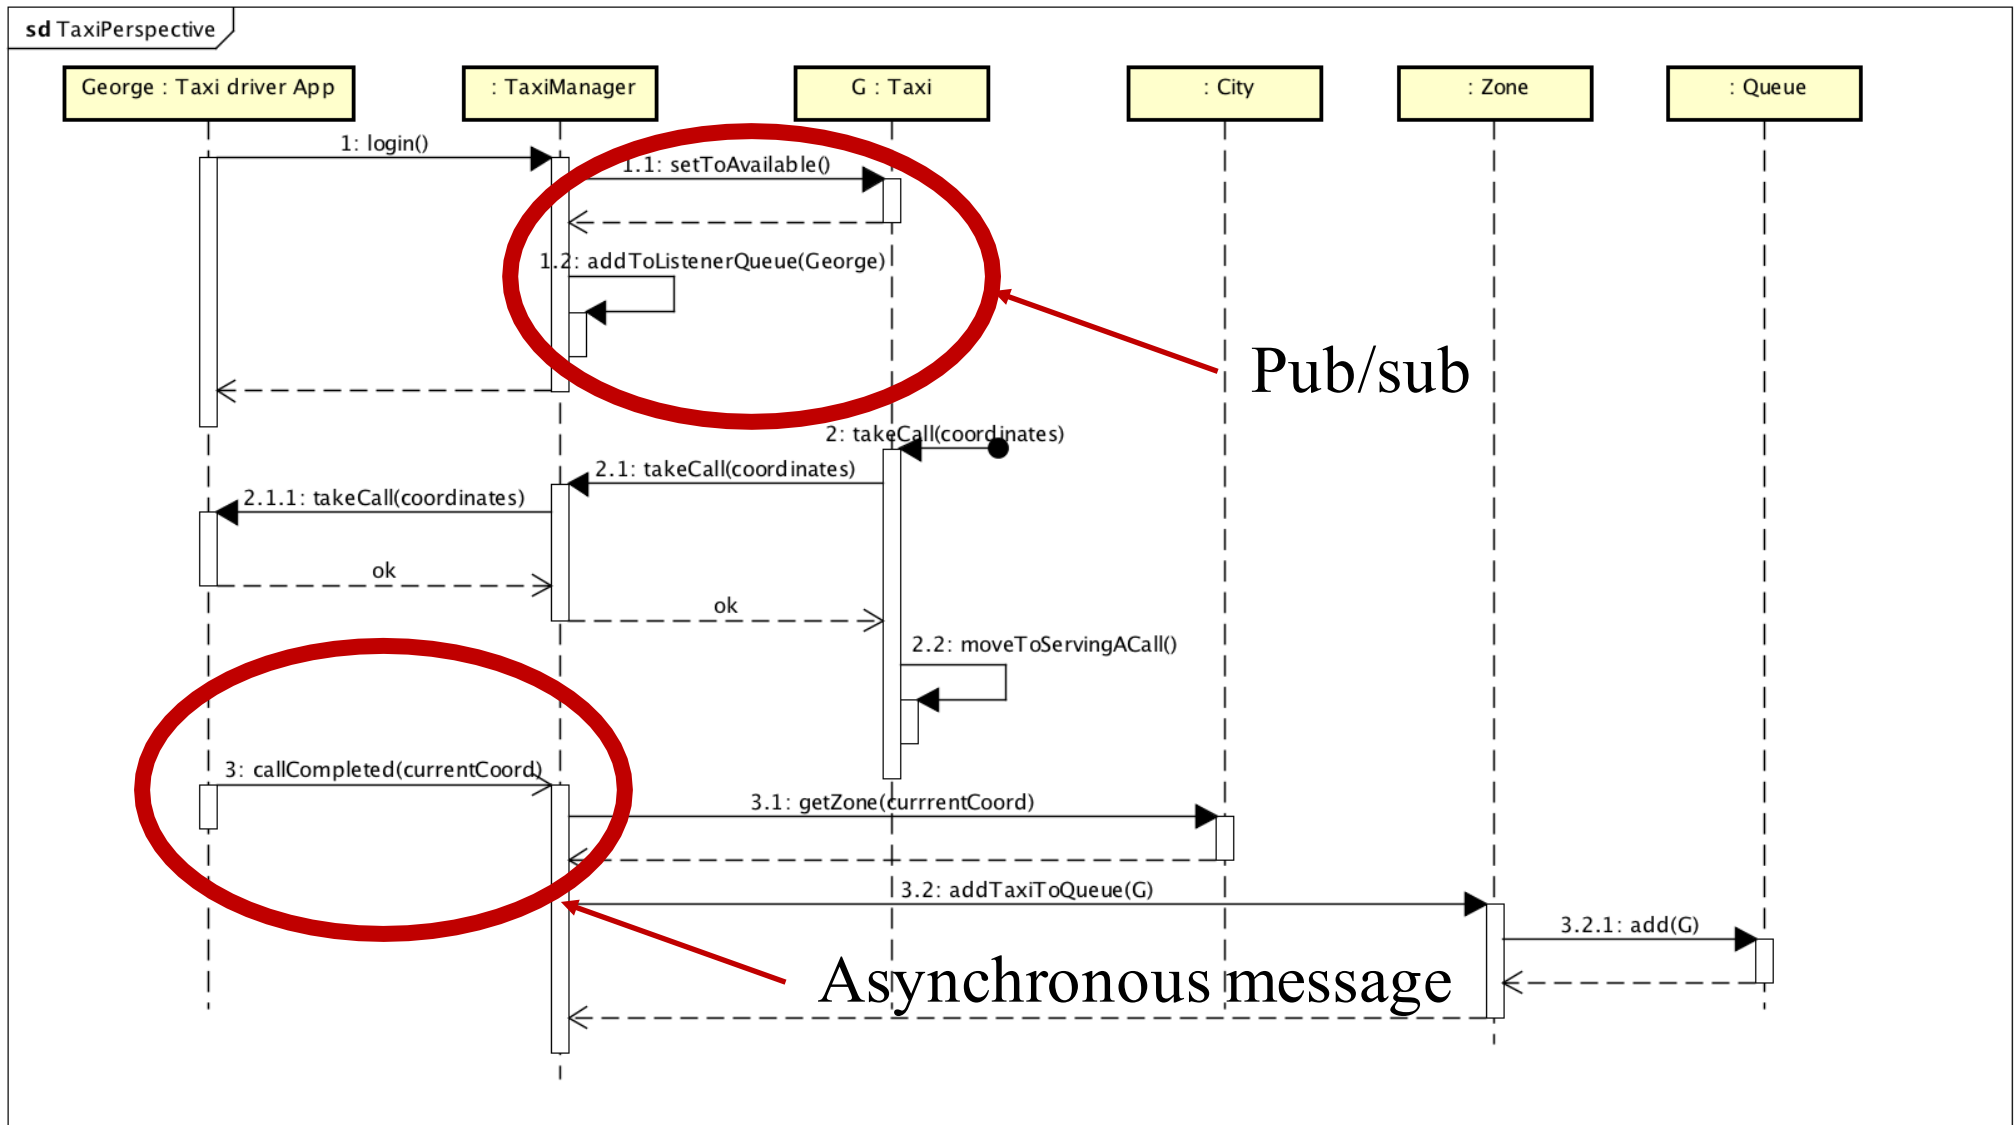 sd TaxiPerspective
George : Taxi driver App
: TaxiManager
G : Taxi
: City
: Zone
: Queue
1: login()
1.1: setToAvailable()
1.2: addToListenerQueue(George)
Pub/sub
2: takeCall(coordinates)
2.1: takeCall(coordinates)
2.1.1: takeCall(coordinates)
ok
ok
2.2: moveToServingACall()
3: callCompleted(currentCoord)
3.1: getZone(currrentCoord)
3.2: addTaxiToQueue(G)
3.2.1: add(G)
Asynchronous message